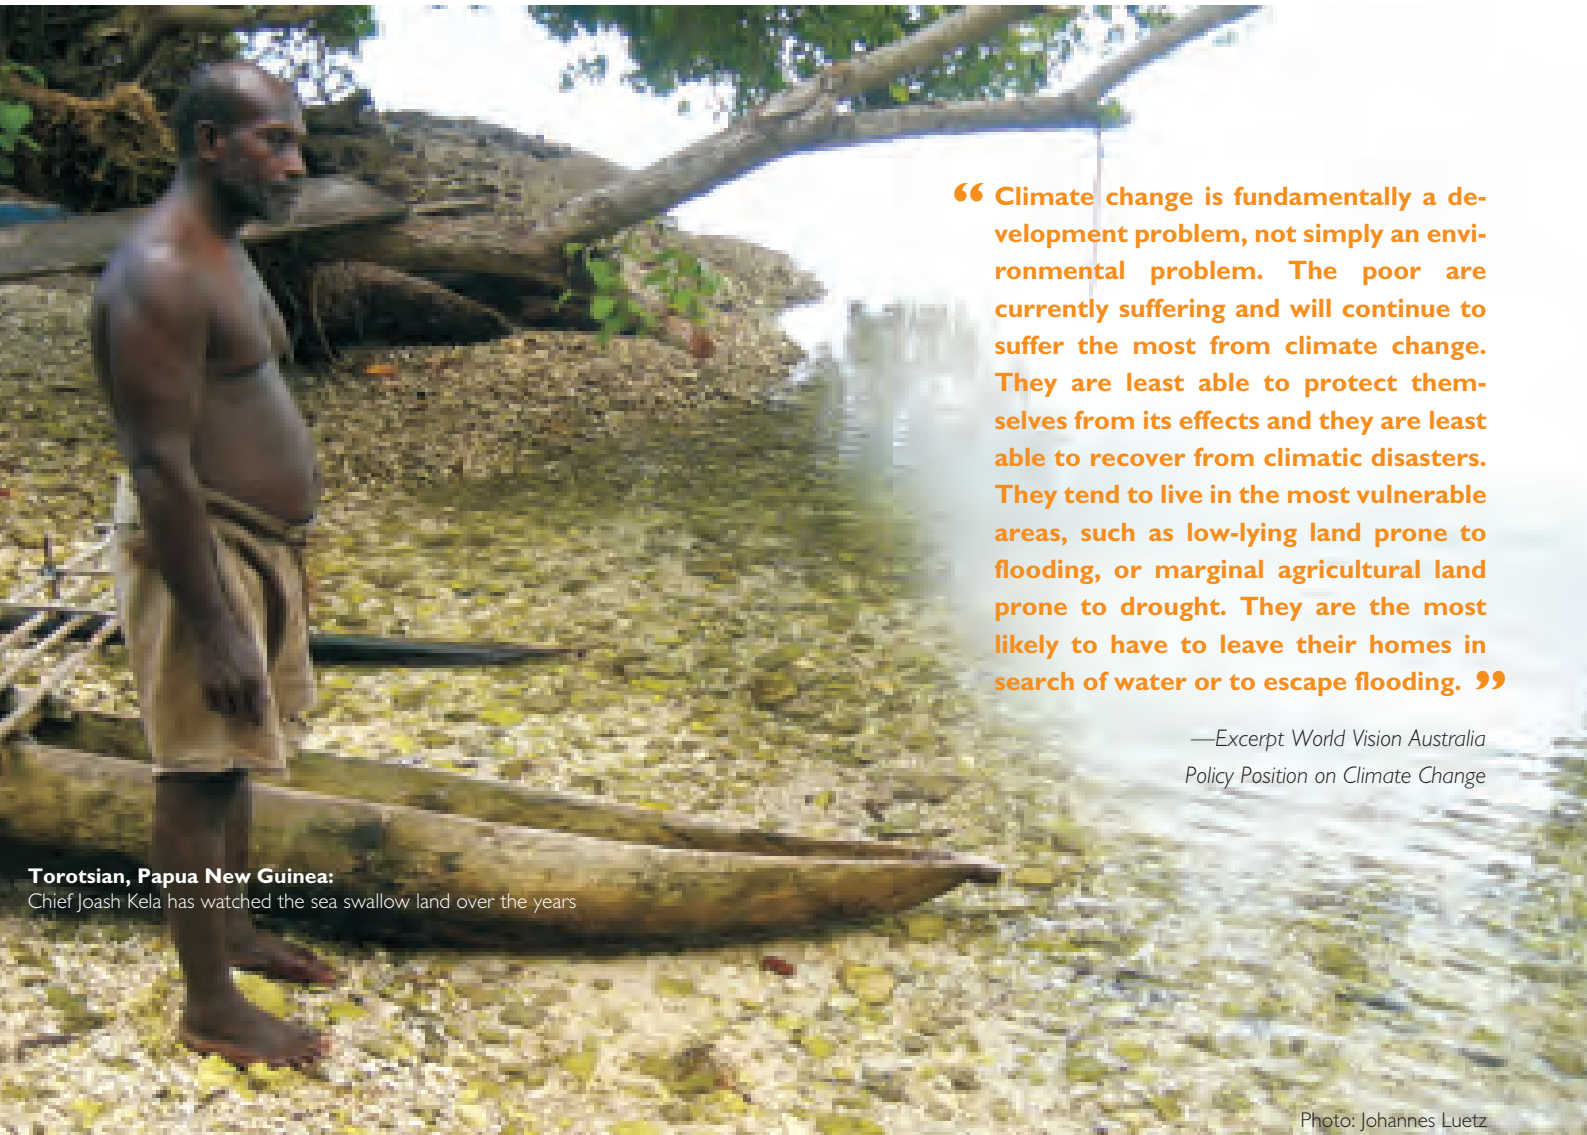 “ Climate change is fundamentally a de-
velopment problem, not simply an envi-
ronmental problem. The poor are
currently suffering and will continue to
suffer the most from climate change.
They are least able to protect them-
selves from its effects and they are least
able to recover from climatic disasters.
They tend to live in the most vulnerable
areas, such as low-lying land prone to
flooding, or marginal agricultural land
prone to drought. They are the most
likely to have to leave their homes in
search of water or to escape flooding. ”
—Excerpt World Vision Australia
Policy Position on Climate Change
Torotsian, Papua New Guinea:
Chief Joash Kela has watched the sea swallow land over the years
Photo: Johannes Luetz